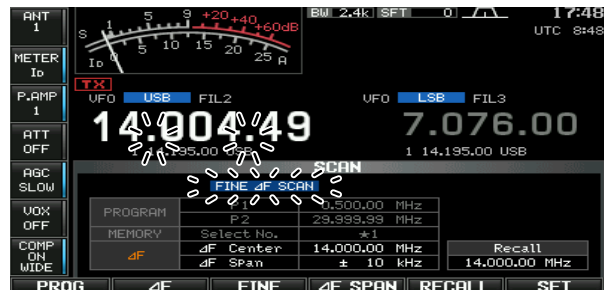 ANT
1
METER
ID
P.AMP
1
ATT
OFF
AGC
SLOW
VOX
OFF
COMP
ON
WIDE
S 1 5 9 +20 +40 +60dB
ID 0 5 10 15 20 25 A
BW 2.4k SFT 0
17:48
UTC 8:48
TX
VFO USB FIL2
14.004.49
1 14.195.00 USB
VFO LSB FIL3
7.076.00
1 14.195.00 USB
SCAN
FINE ⊿F SCAN
PROGRAM P1 0.500.00 MHz
P2 29.999.99 MHz
MEMORY Select No. ★1
⊿F ⊿F Center 14.000.00 MHz
⊿F SPan ± 10 kHz
Recall
14.000.00 MHz
PROG ⊿F FINE ⊿F SPAN RECALL SET